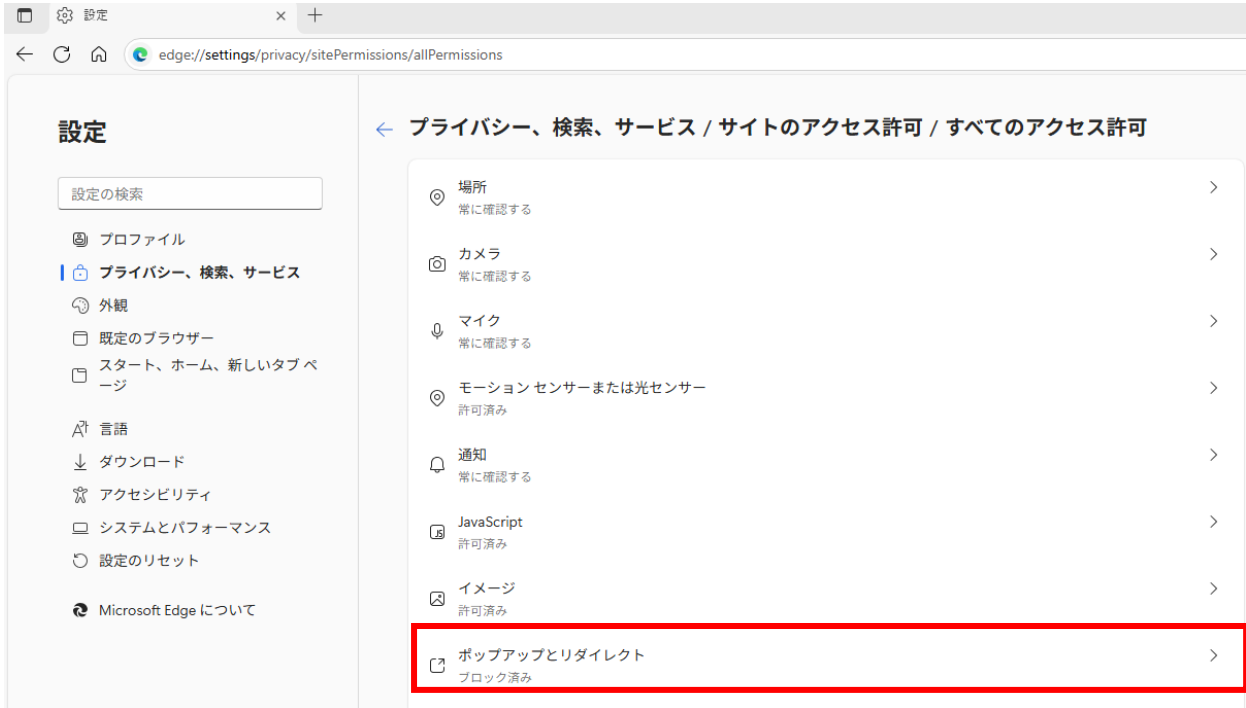 設定
edge://settings/privacy/sitePermissions/allPermissions
設定
設定の検索
プロファイル
プライバシー、検索、サービス
外観
既定のブラウザー
スタート、ホーム、新しいタブ ペ
ージ
言語
ダウンロード
アクセシビリティ
システムとパフォーマンス
設定のリセット
Microsoft Edge について
プライバシー、検索、サービス / サイトのアクセス許可 / すべてのアクセス許可
場所
常に確認する
カメラ
常に確認する
マイク
常に確認する
モーション センサーまたは光センサー
許可済み
通知
常に確認する
JavaScript
許可済み
イメージ
許可済み
ポップアップとリダイレクト
ブロック済み